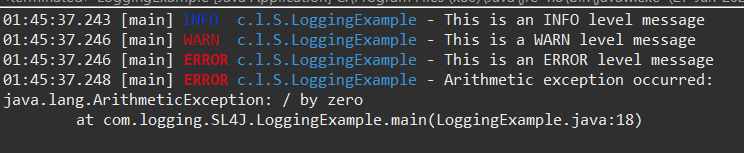 01:45:37.243 [main] INFO  c.l.S.LoggingExample - This is an INFO level message
01:45:37.246 [main] WARN  c.l.S.LoggingExample - This is a WARN level message
01:45:37.246 [main] ERROR c.l.S.LoggingExample - This is an ERROR level message
01:45:37.248 [main] ERROR c.l.S.LoggingExample - Arithmetic exception occurred:
java.lang.ArithmeticException: / by zero
        at com.logging.SL4J.LoggingExample.main(LoggingExample.java:18)